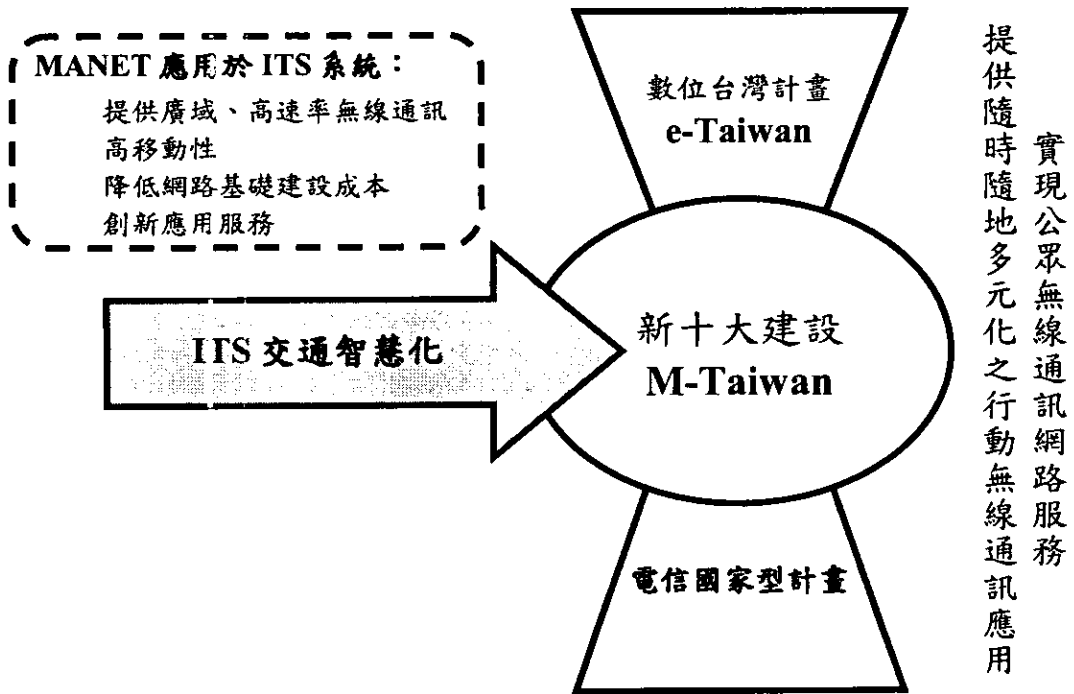 MANET 應用於 ITS 系統：
提供廣域、高速率無線通訊
高移動性
降低網路基礎建設成本
創新應用服務
ITS 交通智慧化
數位台灣計畫
e-Taiwan
新十大建設
M-Taiwan
電信國家型計畫
實現公眾無線通訊網路服務
提供隨時隨地多元化之行動無線通訊應用